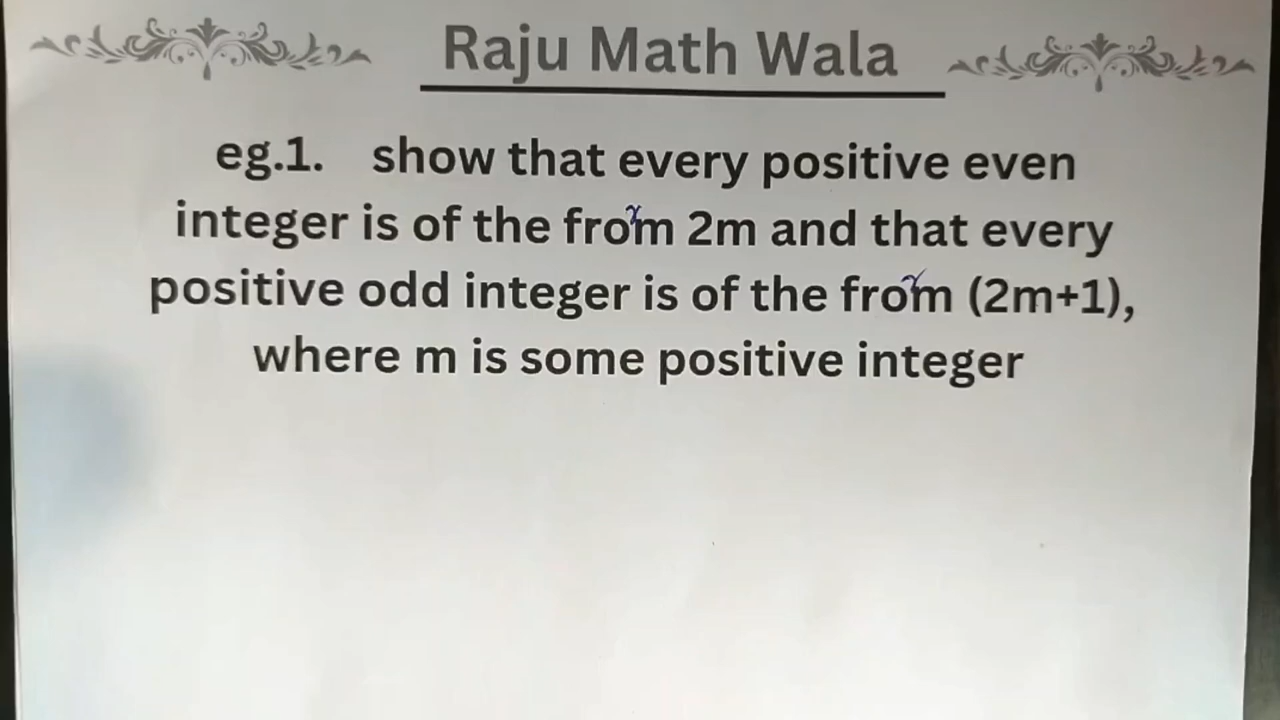 Raju Math Wala
eg.1. show that every positive even
integer is of the from 2m and that every
positive odd integer is of the from (2m+1),
where m is some positive integer